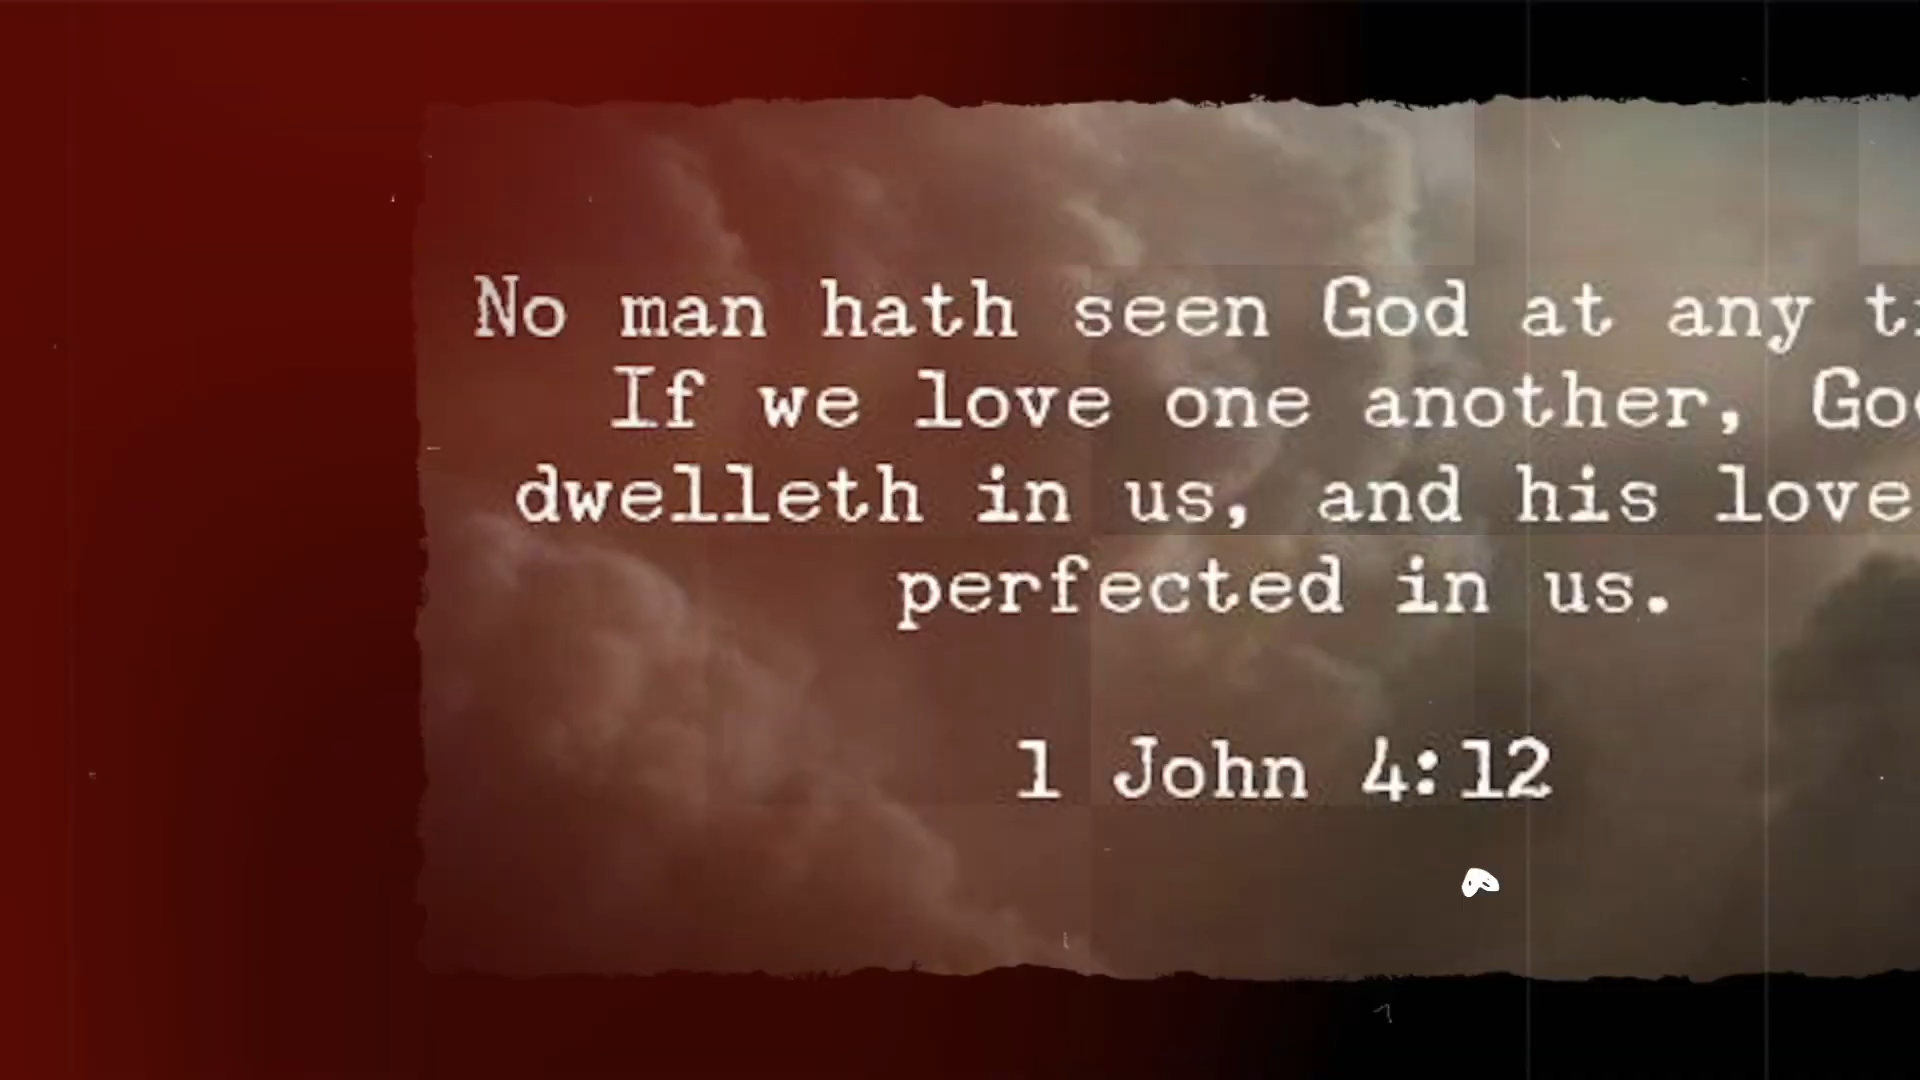 No man hath seen God at any
If we love one another,
dwelleth in us, and his love
perfected in us.
1 John 4:12